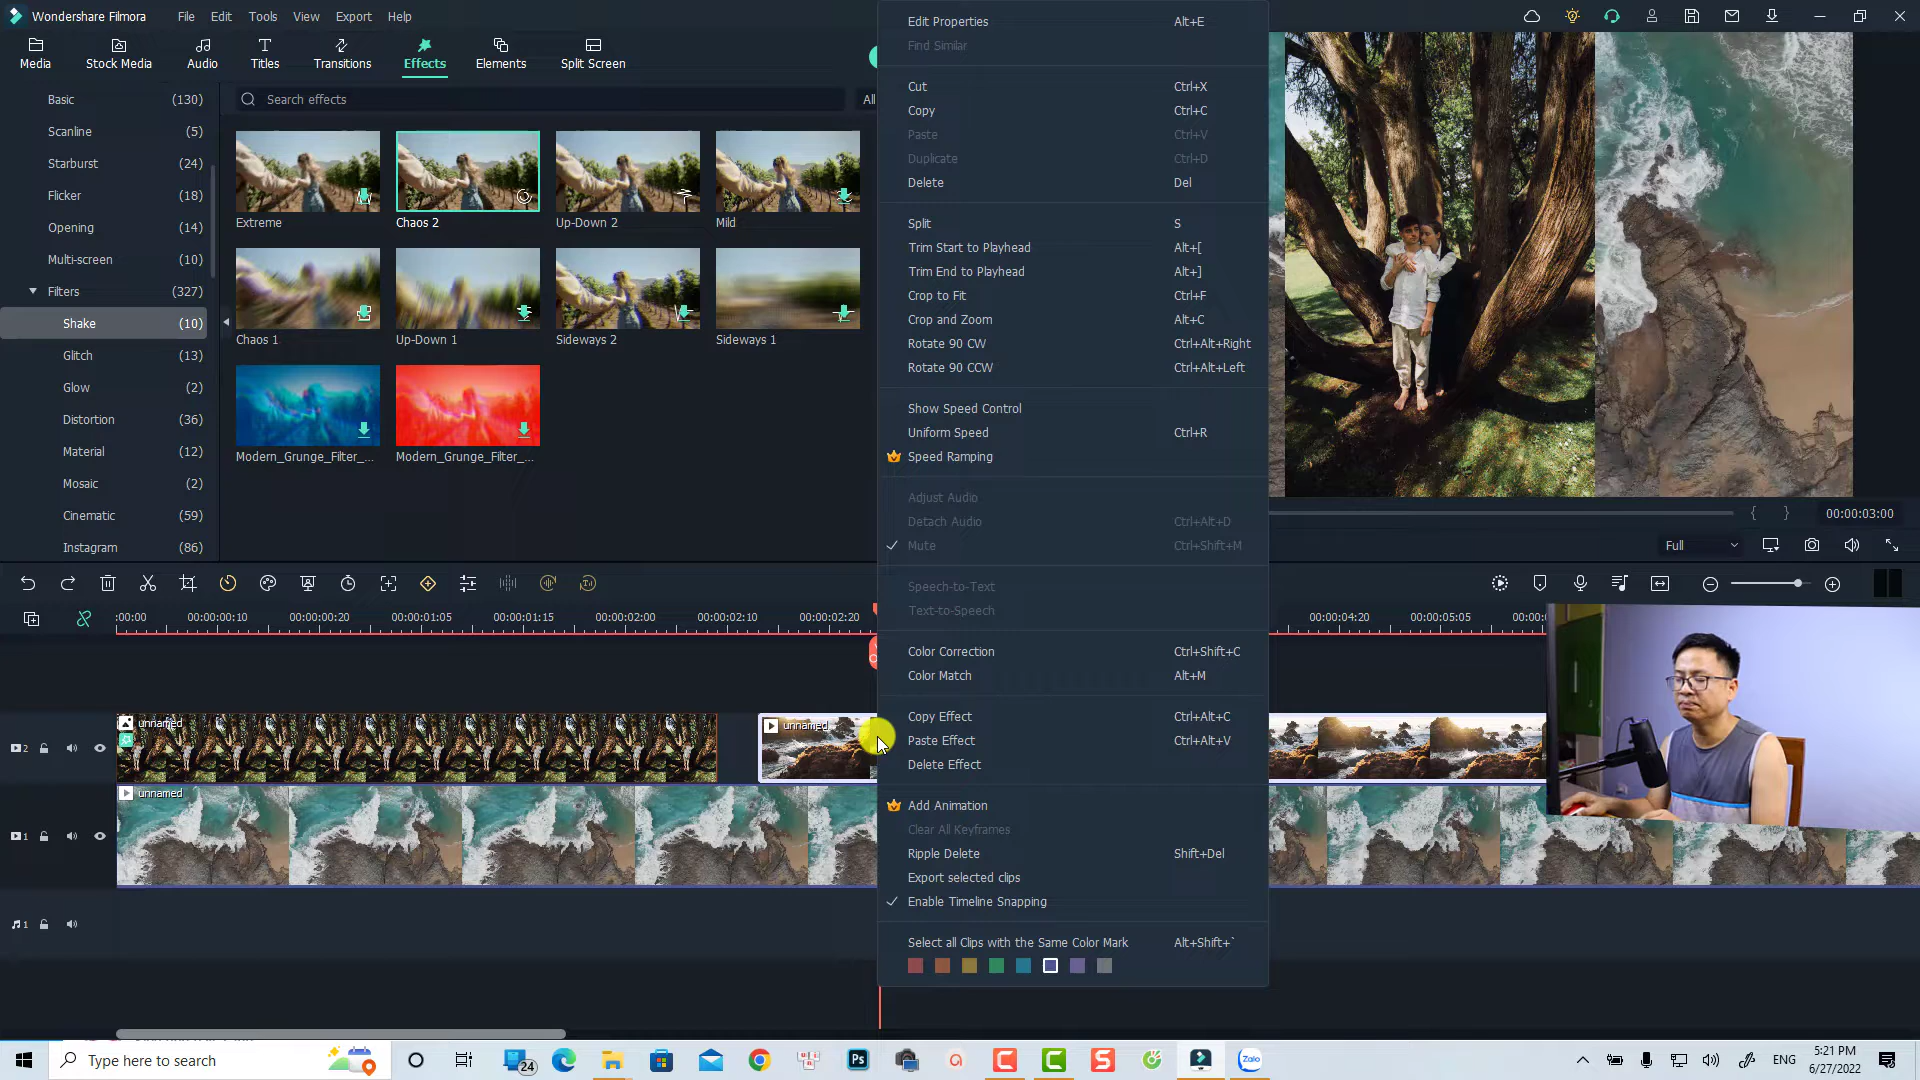 Wondershare Filmora File Edit Tools View Export Help
Media Stock Media Audio Titles Transitions Effects Elements Split Screen
Basic (130)
Scanline (5)
Starburst (24)
Flicker (18)
Opening (14)
Multi-screen (10)
Filters (327)
Shake (10)
Glitch (13)
Glow (2)
Distortion (36)
Material (12)
Mosaic (2)
Cinematic (59)
Instagram (86)
Search effects All
Extreme Chaos 2 Up-Down 2 Mild
Chaos 1 Up-Down 1 Sideways 2 Sideways 1
Modern_Grunge_Filter_... Modern_Grunge_Filter_...
Edit Properties Alt+E
Find Similar
Cut Ctrl+X
Copy Ctrl+C
Paste Ctrl+V
Duplicate Ctrl+D
Delete Del
Split S
Trim Start to Playhead Alt+[
Trim End to Playhead Alt+]
Crop to Fit Ctrl+F
Crop and Zoom Alt+C
Rotate 90 CW Ctrl+Alt+Right
Rotate 90 CCW Ctrl+Alt+Left
Show Speed Control
Uniform Speed Ctrl+R
Speed Ramping
Adjust Audio
Detach Audio Ctrl+Alt+D
Mute Ctrl+Shift+M
Speech-to-Text
Text-to-Speech
Color Correction Ctrl+Shift+C
Color Match Alt+M
Copy Effect Ctrl+Alt+C
Paste Effect Ctrl+Alt+V
Delete Effect
Add Animation
Clear All Keyframes
Ripple Delete Shift+Del
Export selected clips
Enable Timeline Snapping
Select all Clips with the Same Color Mark Alt+Shift+`
{ } 00:00:03:00
Full
:00:00 00:00:00:10 00:00:00:20 00:00:01:05 00:00:01:15 00:00:02:00 00:00:02:10 00:00:02:20 00:00:04:20 00:00:05:05 00:00:0
2 unnamed unnamed
1 unnamed
1
Type here to search 24 Ps Zalo ENG 5:21 PM
6/27/2022